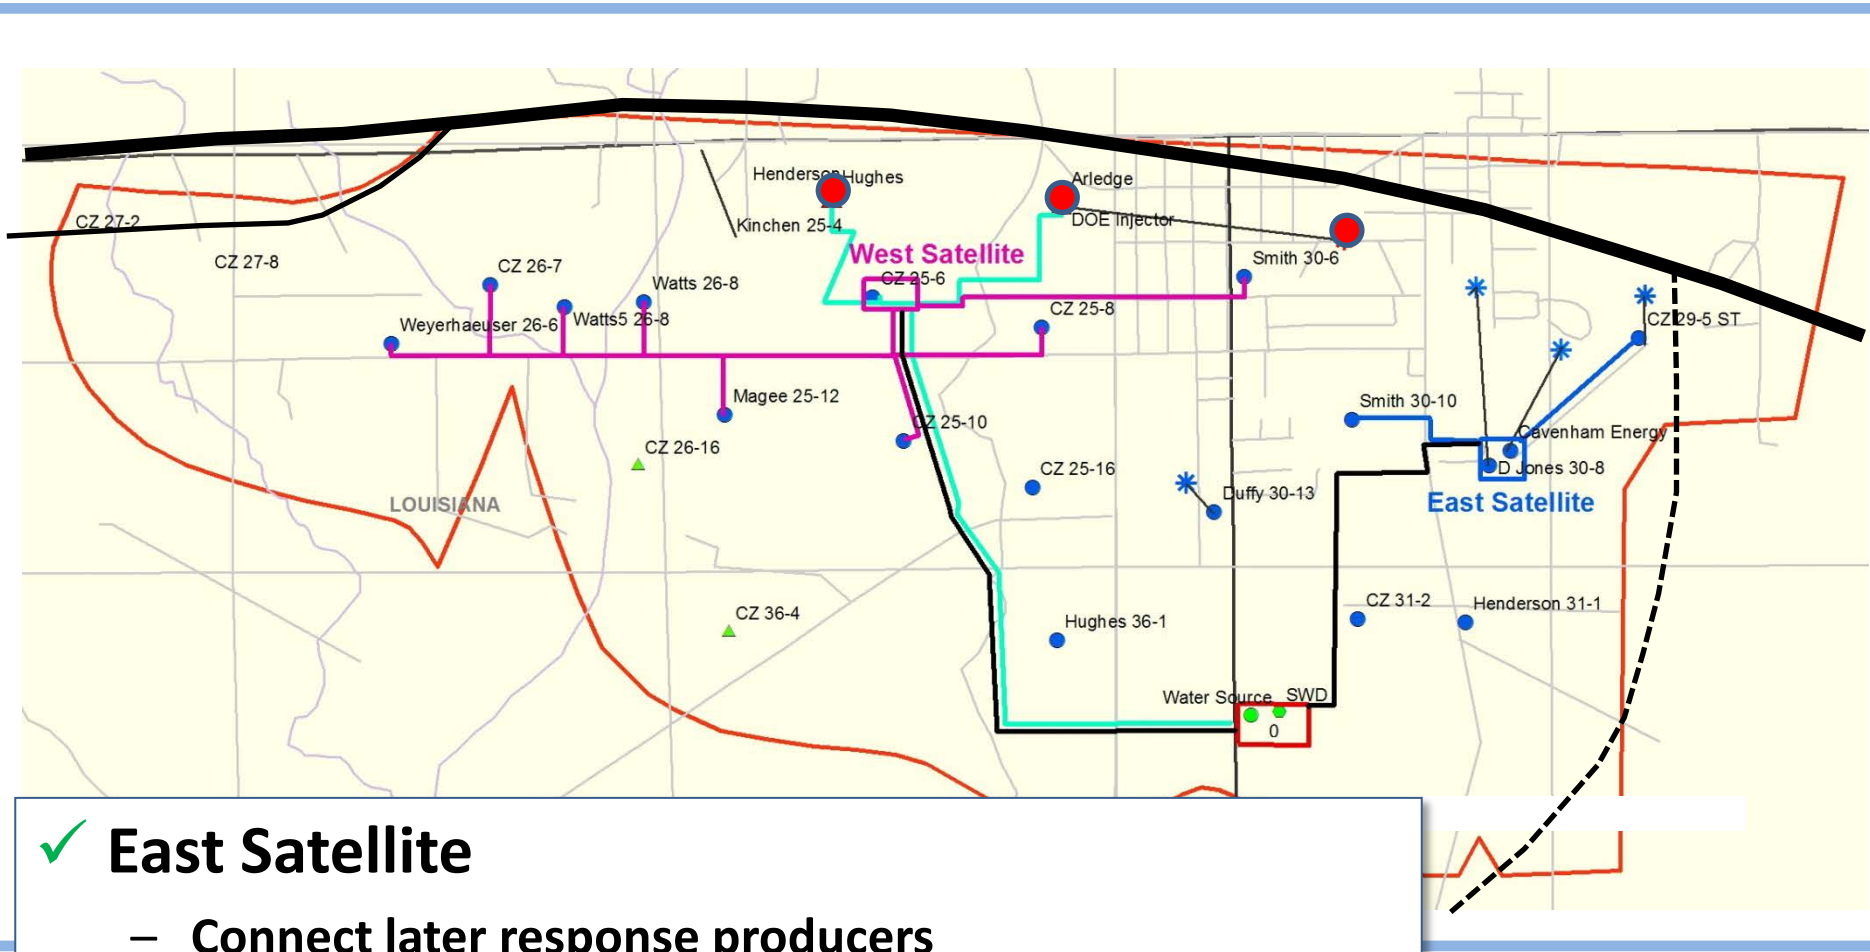 Henderson Hughes
Arledge
CZ 27-2
Kinchen 25-4
DOE Injector
West Satellite
Smith 30-6
CZ 27-8
CZ 26-7
CZ 25-6
Watts 26-8
CZ 25-8
Weyerhaeuser 26-6
Watts5 26-8
CZ 29-5 ST
Magee 25-12
Smith 30-10
CZ 25-10
Cavenham Energy
CZ 26-16
CZ 25-16
D Jones 30-8
LOUISIANA
Duffy 30-13
East Satellite
CZ 36-4
Hughes 36-1
CZ 31-2
Henderson 31-1
Water Source
SWD
0
✓ East Satellite
– Connect later response producers